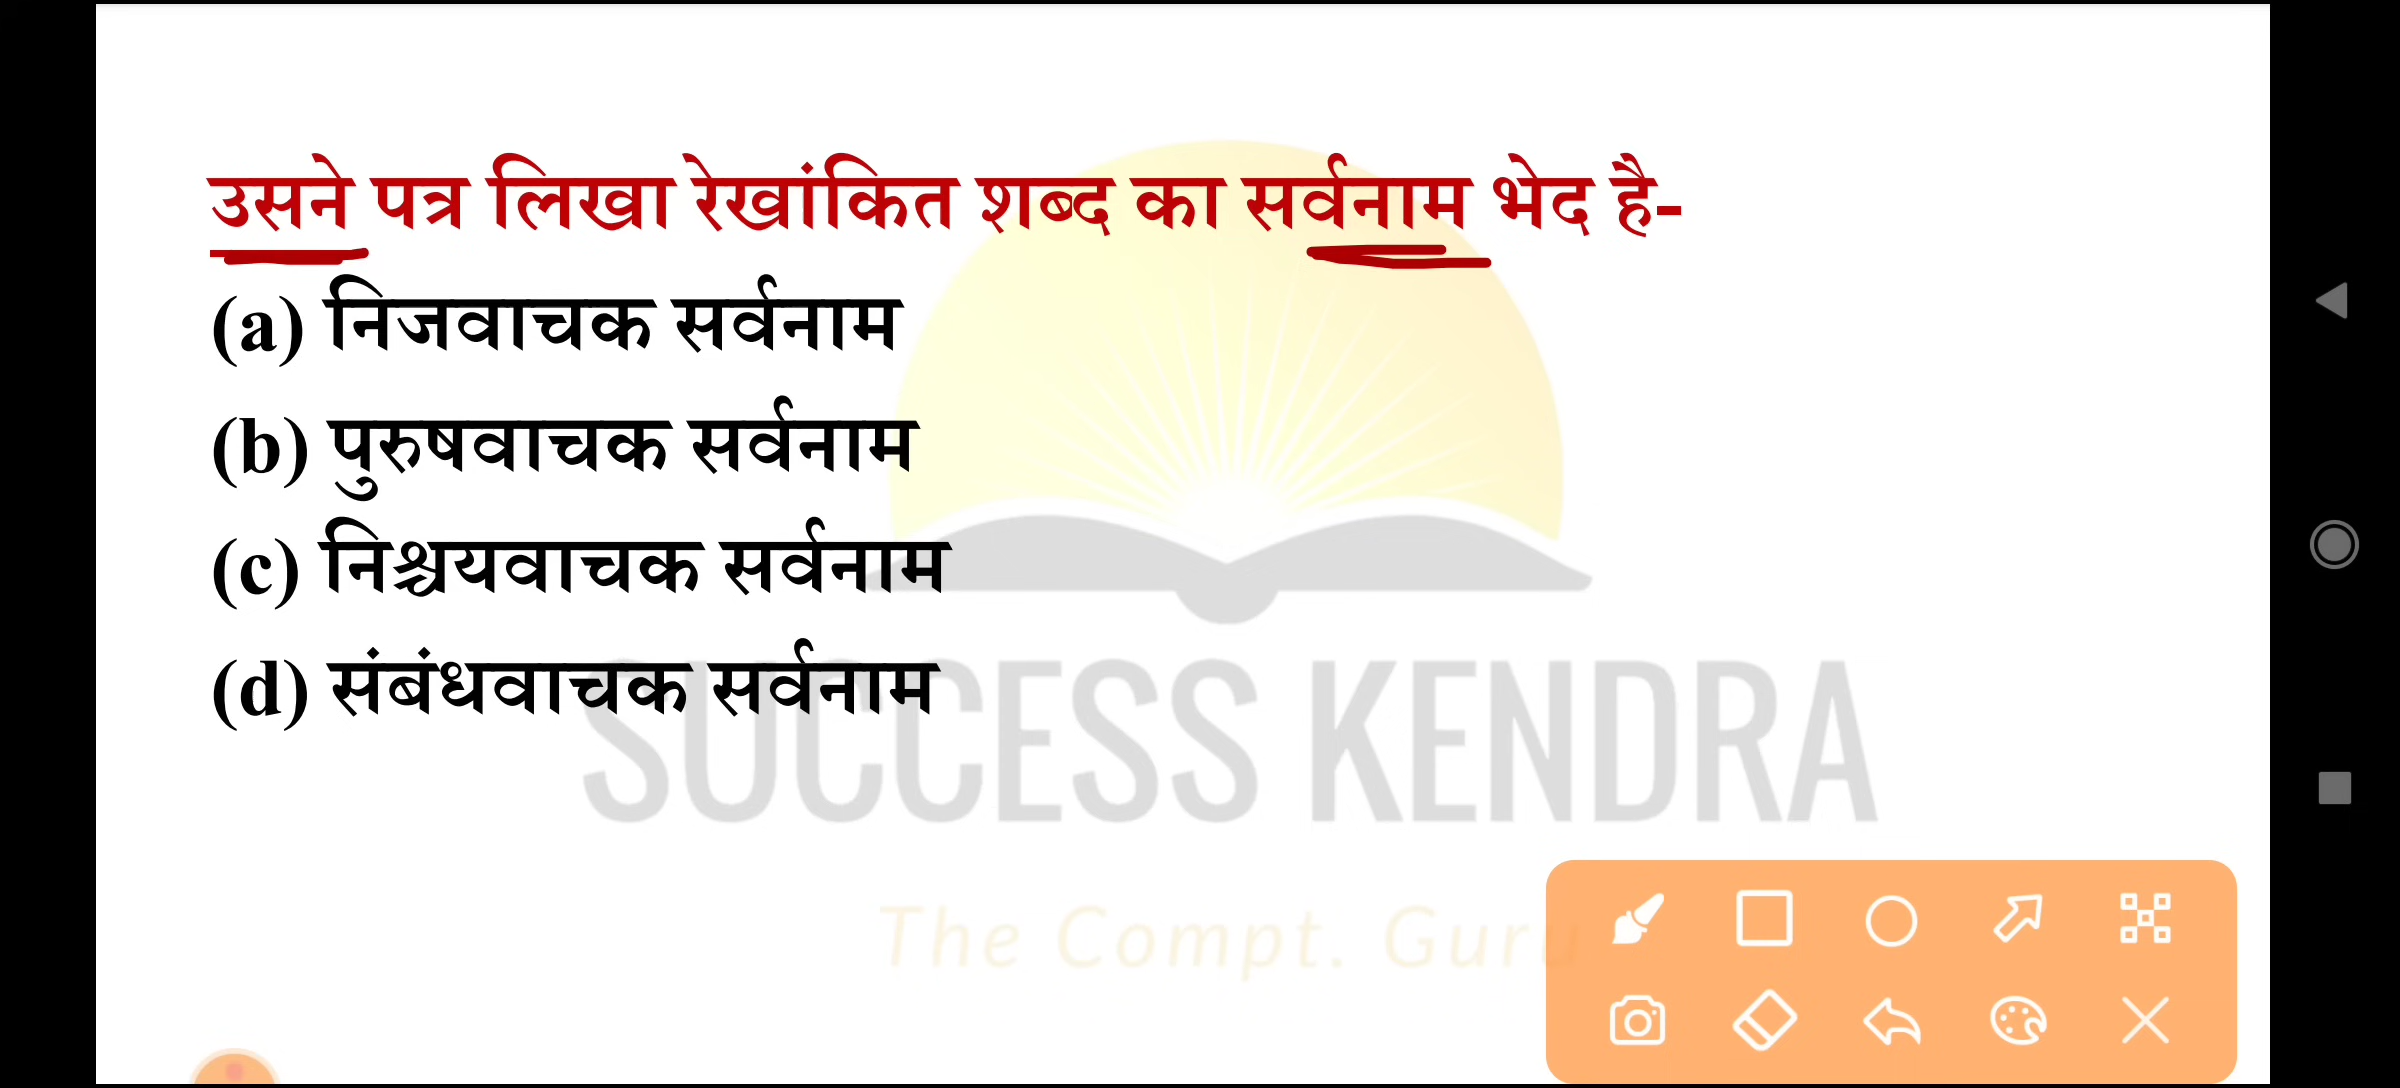 उसने पत्र लिखा रेखांकित शब्द का सर्वनाम भेद है-
(a) निजवाचक सर्वनाम
(b) पुरुषवाचक सर्वनाम
(c) निश्चयवाचक सर्वनाम
(d) संबंधवाचक सर्वनाम
SUCCESS KENDRA
The Compt. Guru